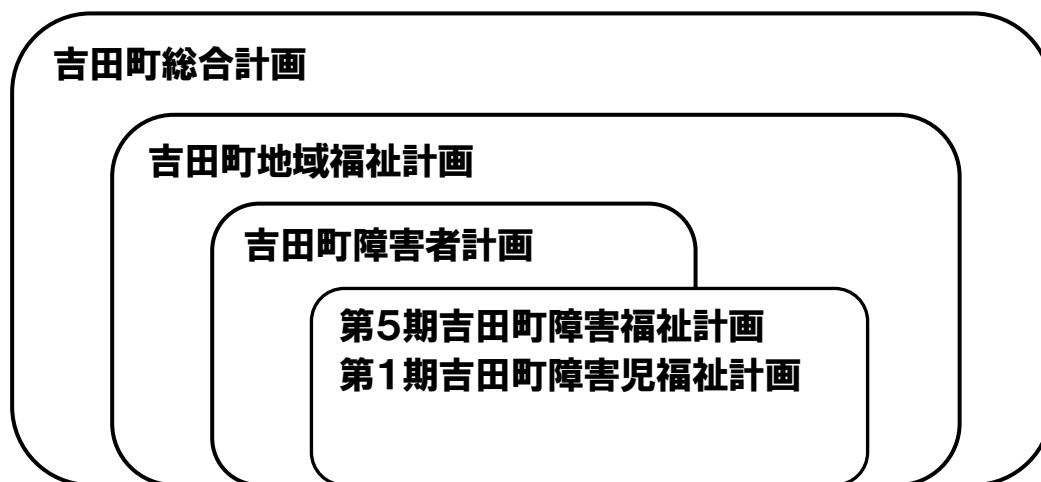 吉田町総合計画
吉田町地域福祉計画
吉田町障害者計画
第5期吉田町障害福祉計画
第1期吉田町障害児福祉計画